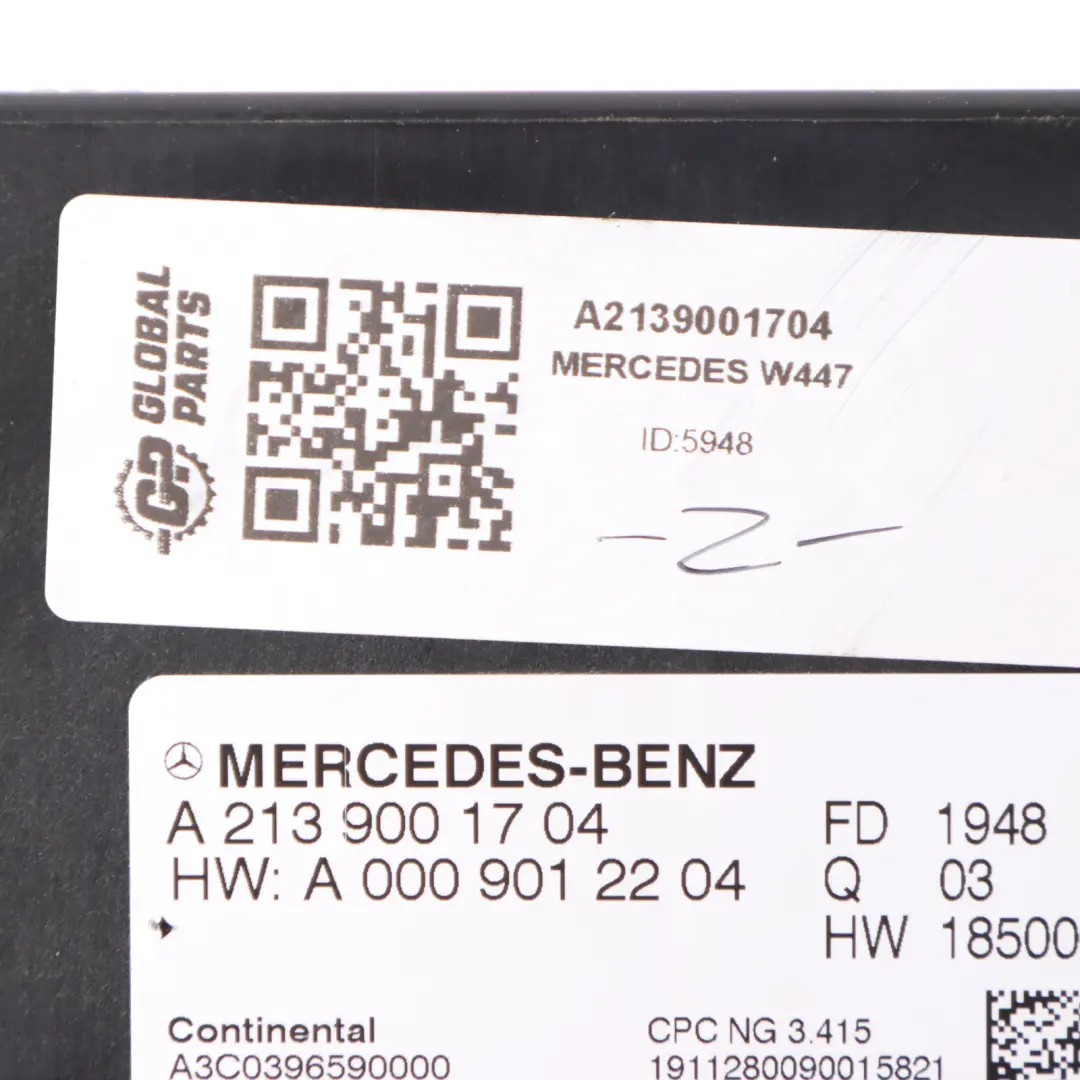 GLOBAL
PARTS
GP
A2139001704
MERCEDES W447
ID:5948
-2-
MERCEDES-BENZ
A 213 900 17 04
FD 1948
HW: A 000 901 22 04
Q 03
HW 18500
Continental
CPC NG 3.415
A3C0396590000
1911280090015821